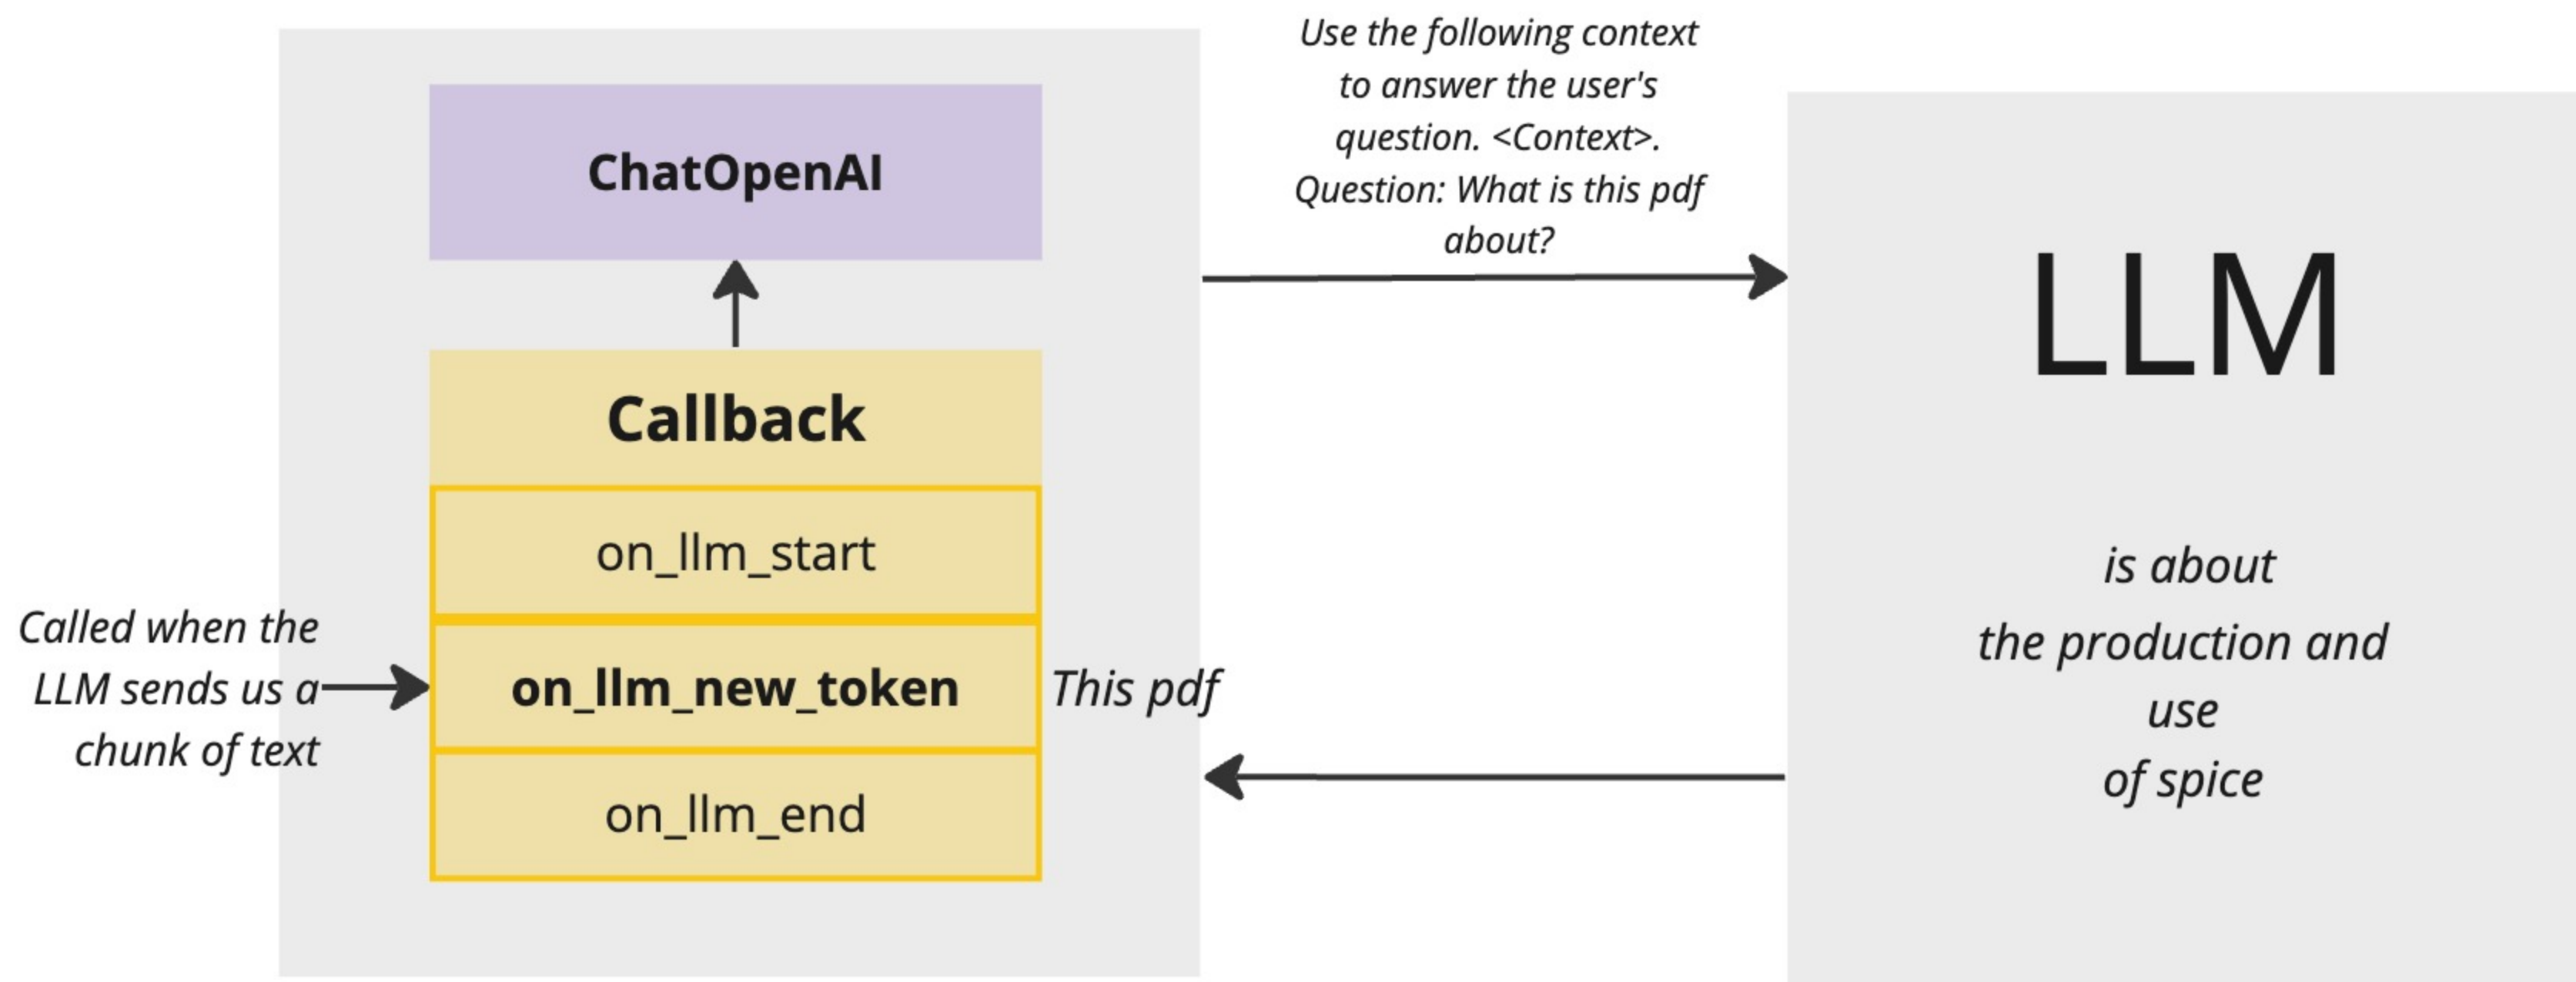 ChatOpenAI
Callback
on_llm_start
on_llm_new_token
on_llm_end
Called when the
LLM sends us a
chunk of text
This pdf
Use the following context
to answer the user's
question. <Context>.
Question: What is this pdf
about?
LLM
is about
the production and
use
of spice